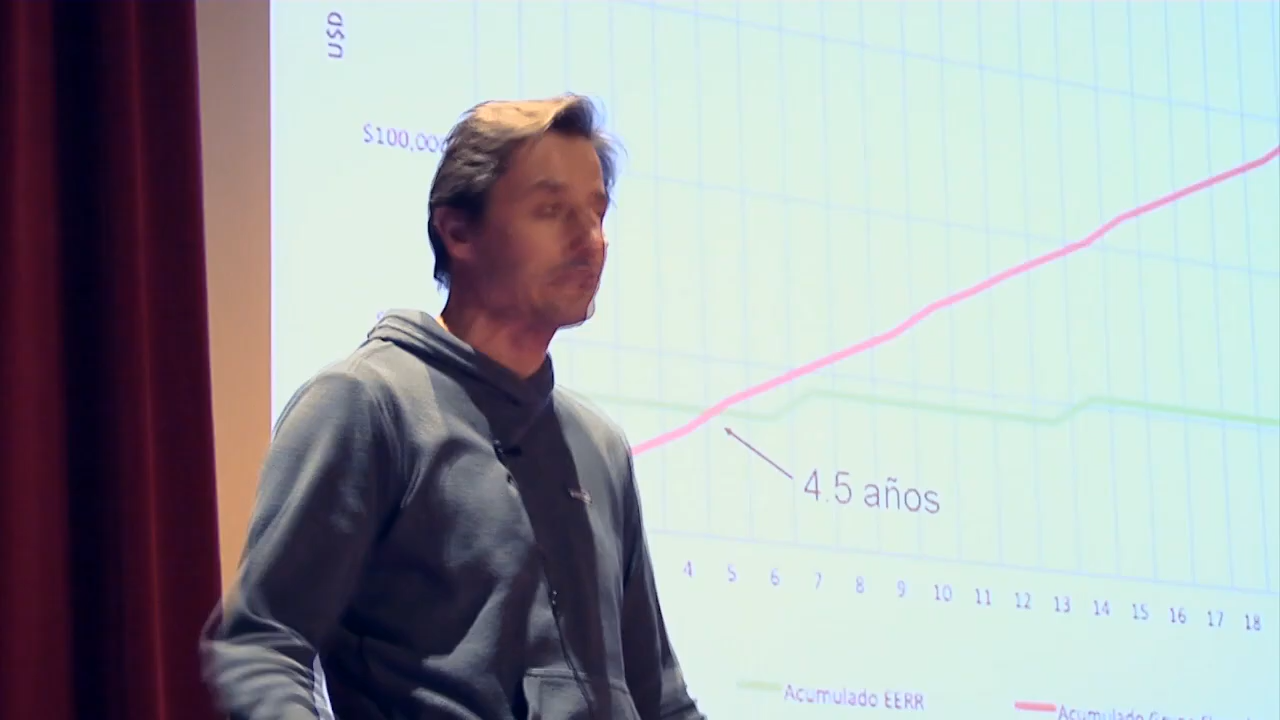 USD
$100,000
4.5 años
4 5 6 7 8 9 10 11 12 13 14 15 16 17 18
Acumulado EERR
Acumulado